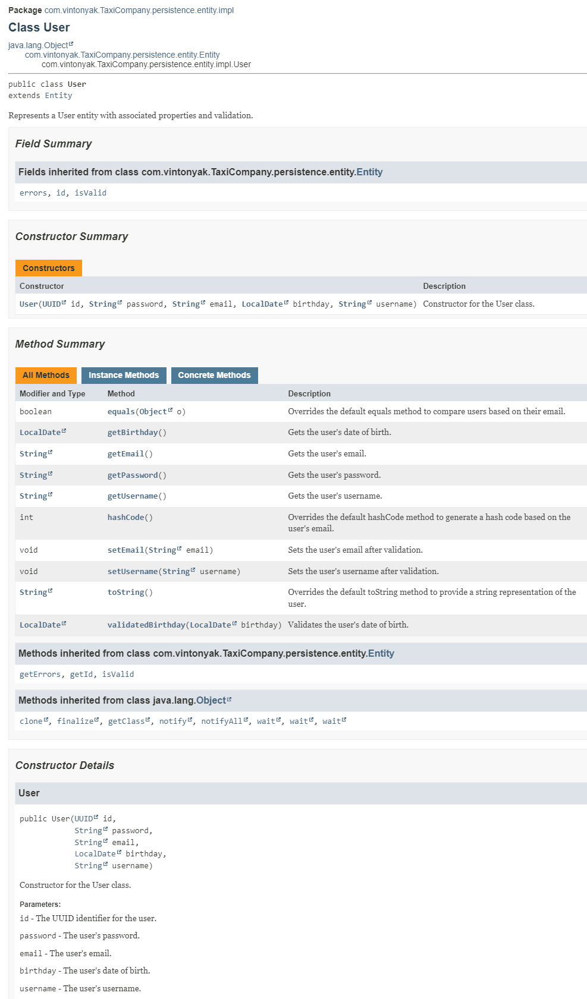 Package com.vintonyak.TaxiCompany.persistence.entity.impl
Class User
java.lang.Object
com.vintonyak.TaxiCompany.persistence.entity.Entity
com.vintonyak.TaxiCompany.persistence.entity.impl.User
public class User
extends Entity
Represents a User entity with associated properties and validation.
Field Summary
Fields inherited from class com.vintonyak.TaxiCompany.persistence.entity.Entity
errors, id, isValid
Constructor Summary
Constructors
Constructor Description
User(UUID id, String password, String email, LocalDate birthday, String username) Constructor for the User class.
Method Summary
All Methods Instance Methods Concrete Methods
Modifier and Type Method Description
boolean equals(Object o) Overrides the default equals method to compare users based on their email.
LocalDate getBirthday() Gets the user's date of birth.
String getEmail() Gets the user's email.
String getPassword() Gets the user's password.
String getUsername() Gets the user's username.
int hashCode() Overrides the default hashCode method to generate a hash code based on the
user's email.
void setEmail(String email) Sets the user's email after validation.
void setUsername(String username) Sets the user's username after validation.
String toString() Overrides the default toString method to provide a string representation of the
user.
LocalDate validatedBirthday(LocalDate birthday) Validates the user's date of birth.
Methods inherited from class com.vintonyak.TaxiCompany.persistence.entity.Entity
getErrors, getId, isValid
Methods inherited from class java.lang.Object
clone, finalize, getClass, notify, notifyAll, wait, wait, wait
Constructor Details
User
public User(UUID id,
String password,
String email,
LocalDate birthday,
String username)
Constructor for the User class.
Parameters:
id - The UUID identifier for the user.
password - The user's password.
email - The user's email.
birthday - The user's date of birth.
username - The user's username.